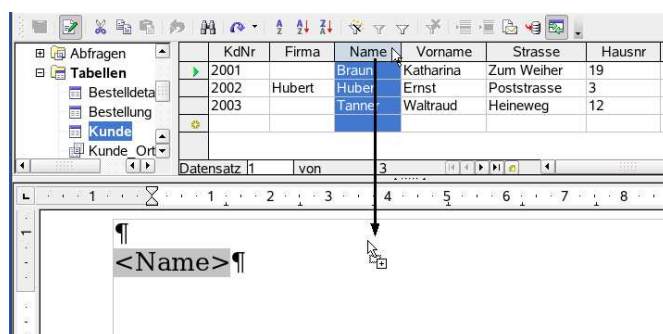 Abfragen
Tabellen
Bestelldeta
Bestellung
Kunde
Kunde_Ort
KdNr Firma Name Vorname Strasse Hausnr
2001 Braun Katharina Zum Weiher 19
2002 Hubert Huber Ernst Poststrasse 3
2003 Tanner Waltraud Heineweg 12
Datensatz 1 von 3
1 1 2 3 4 5 6 7 8
¶
<Name>¶